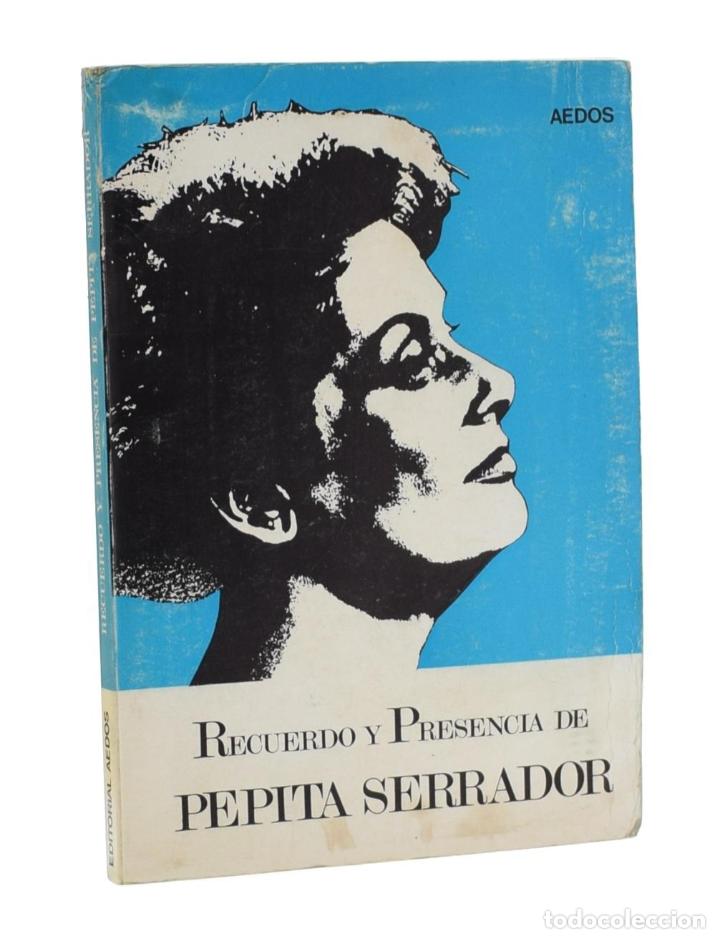 AEDOS
RECUERDO Y PRESENCIA DE
PEPITA SERRADOR
RECUERDO Y PRESENCIA DE PEPITA SERRADOR
EDITORIAL AEDOS
todocoleccion